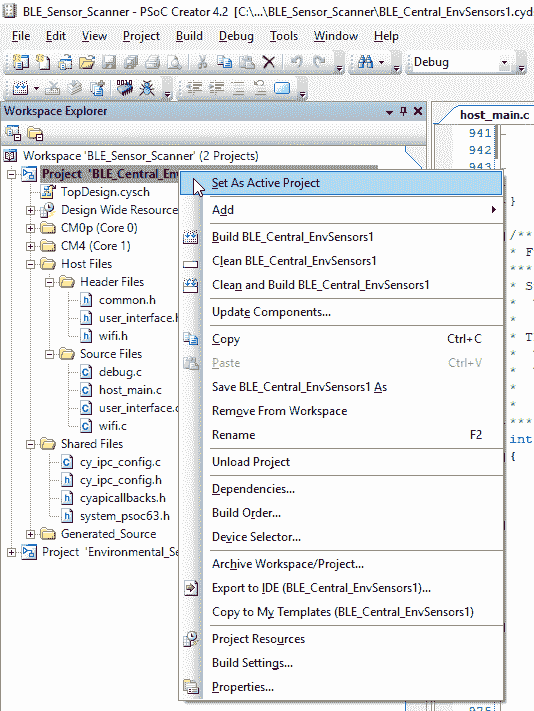 BLE_Sensor_Scanner - PSoC Creator 4.2 [C:\...\BLE_Sensor_Scanner\BLE_Central_EnvSensors1.cyd
File Edit View Project Build Debug Tools Window Help
Debug
Workspace Explorer
host_main.c
Workspace 'BLE_Sensor_Scanner' (2 Projects)
Project 'BLE_Central_Env
TopDesign.cysch
Design Wide Resource
CM0p (Core 0)
CM4 (Core 1)
Host Files
Header Files
common.h
user_interface.h
wifi.h
Source Files
debug.c
host_main.c
user_interface.c
wifi.c
Shared Files
cy_ipc_config.c
cy_ipc_config.h
cyapicallbacks.h
system_psoc63.h
Generated_Source
Project 'Environmental_Se
Set As Active Project
Add
Build BLE_Central_EnvSensors1
Clean BLE_Central_EnvSensors1
Clean and Build BLE_Central_EnvSensors1
Update Components...
Copy Ctrl+C
Paste Ctrl+V
Save BLE_Central_EnvSensors1 As
Remove From Workspace
Rename F2
Unload Project
Dependencies...
Build Order...
Device Selector...
Archive Workspace/Project...
Export to IDE (BLE_Central_EnvSensors1)...
Copy to My Templates (BLE_Central_EnvSensors1)
Project Resources
Build Settings...
Properties...
941
942
943
}
/**
* F
***
* S
*
*
* T
*
*
*
*
***
int
{